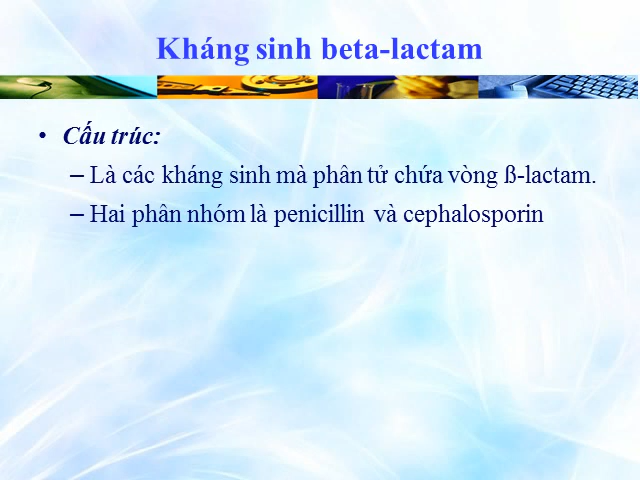 Kháng sinh beta-lactam
• Cấu trúc:
– Là các kháng sinh mà phân tử chứa vòng ß-lactam.
– Hai phân nhóm là penicillin và cephalosporin